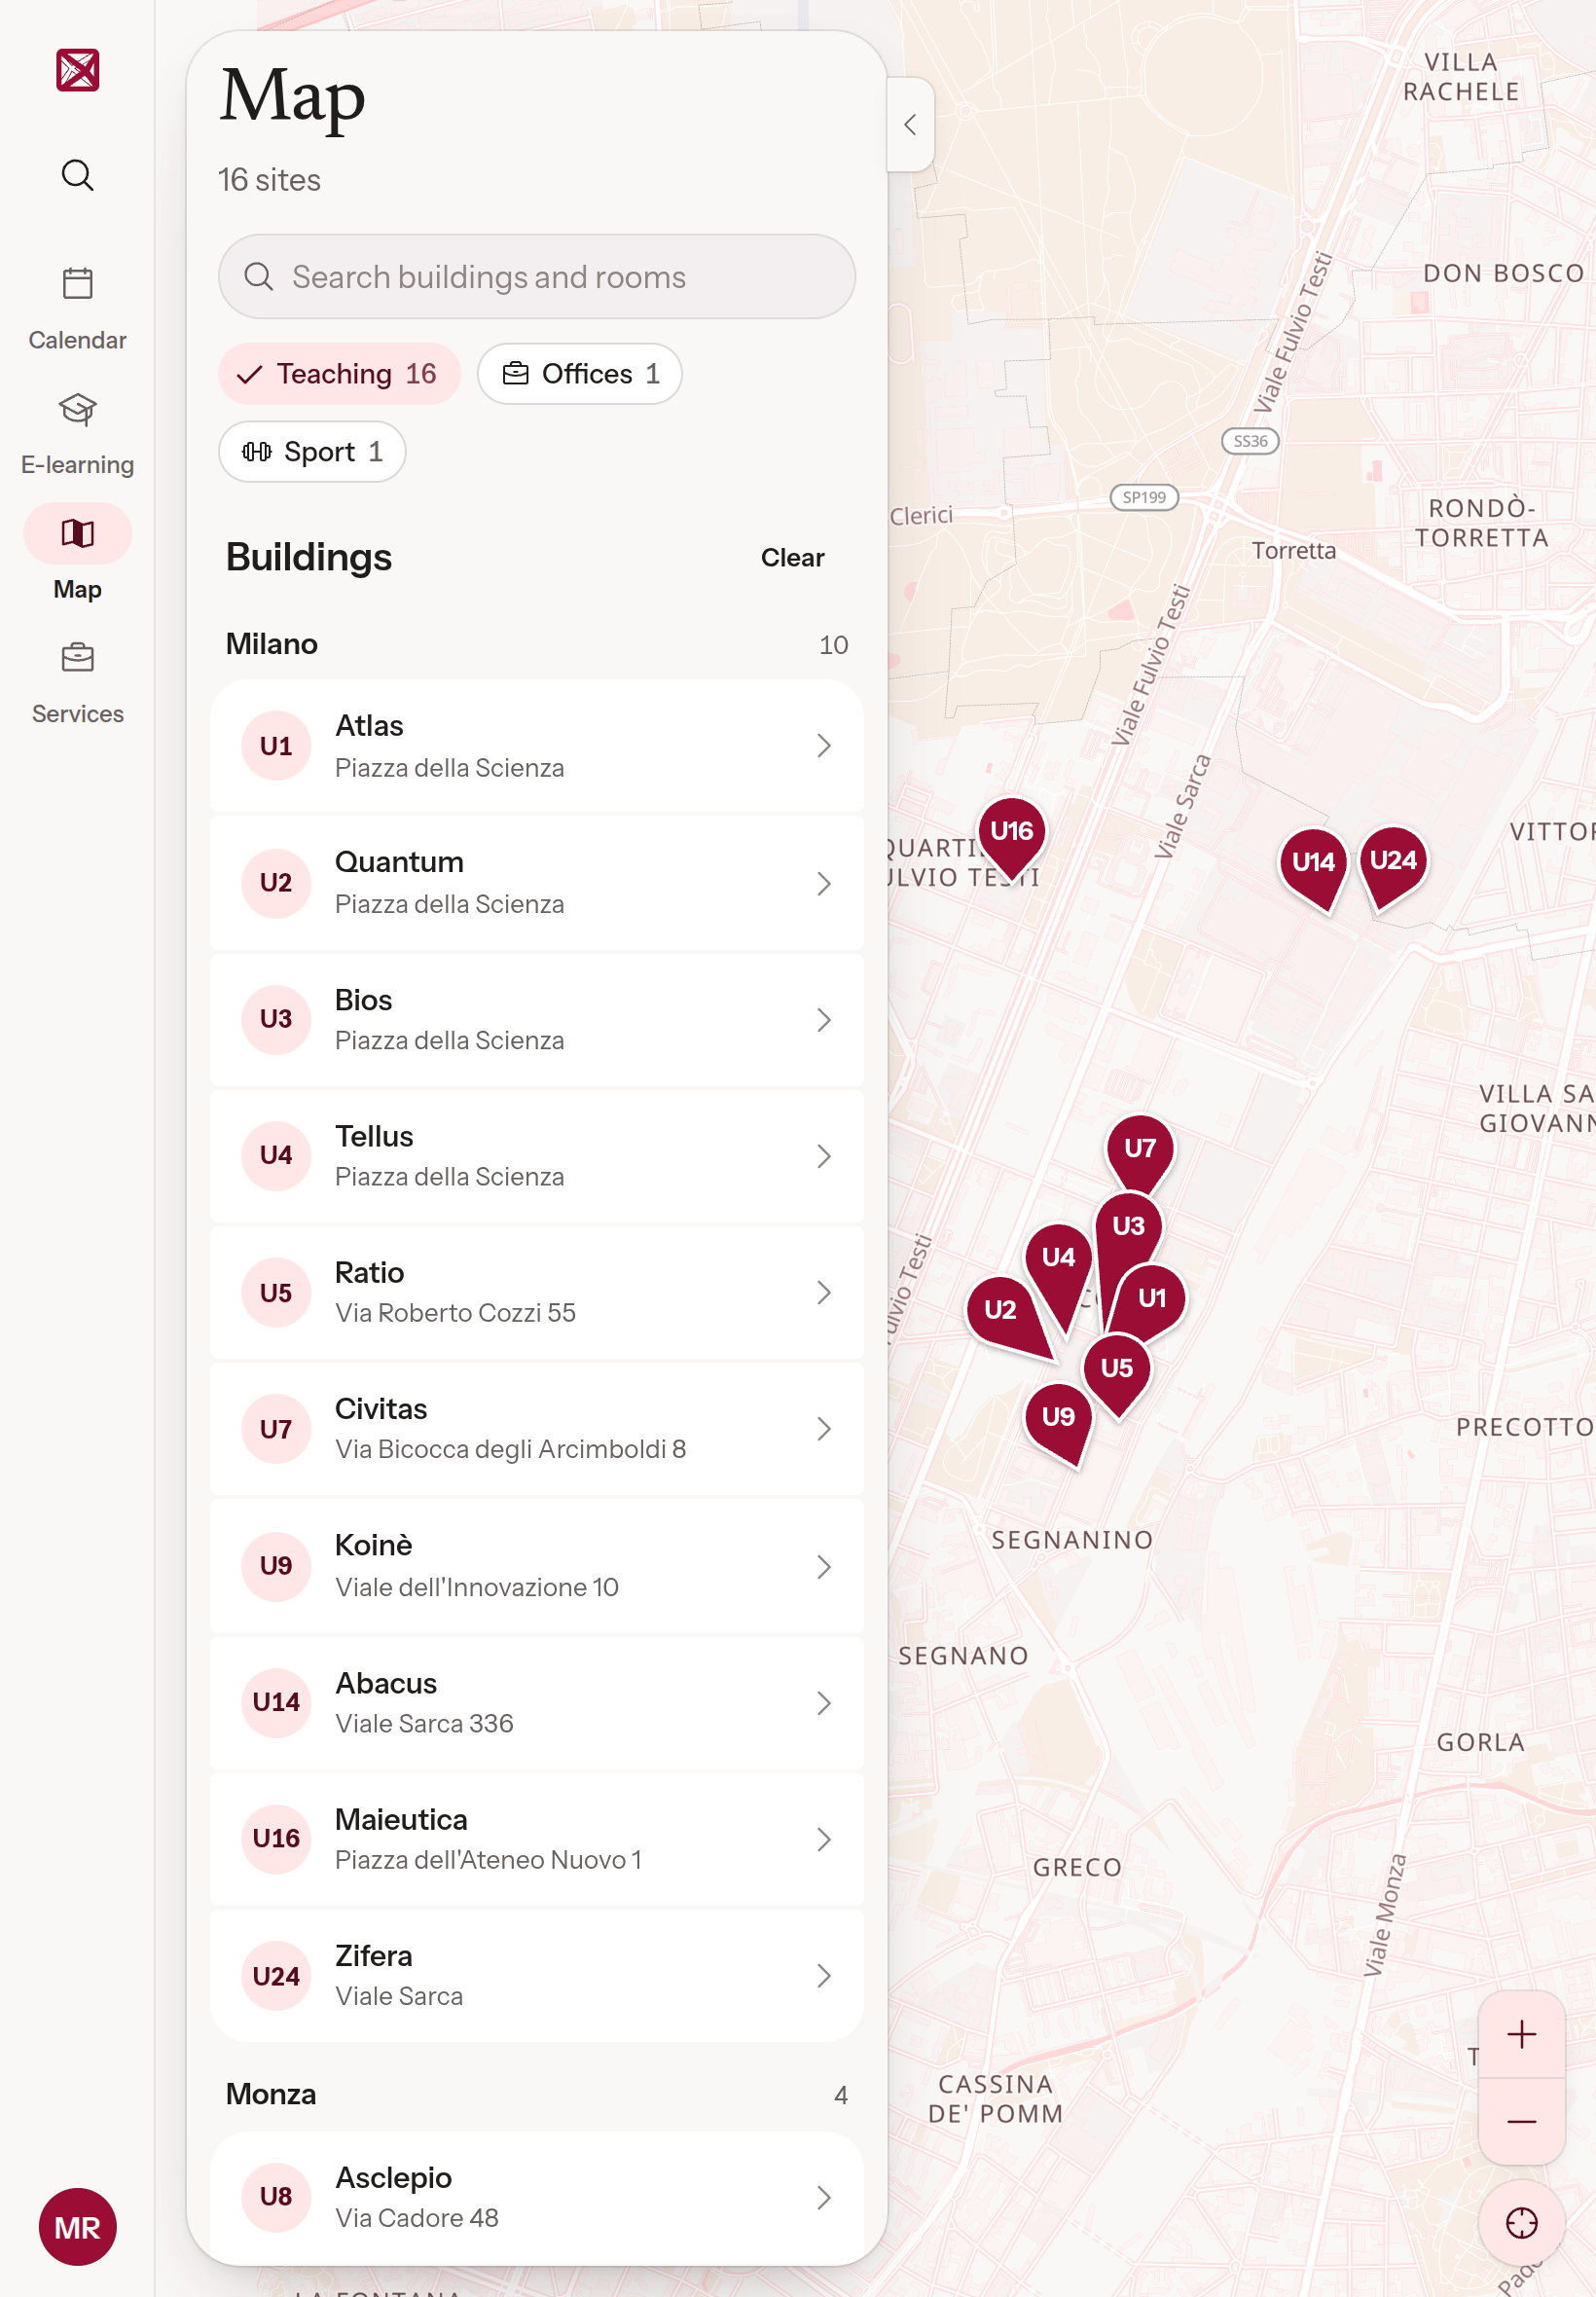 Map
16 sites
Search buildings and rooms
Teaching 16
Offices 1
Sport 1
Buildings
Clear
Milano
10
U1
Atlas
Piazza della Scienza
U2
Quantum
Piazza della Scienza
U3
Bios
Piazza della Scienza
U4
Tellus
Piazza della Scienza
U5
Ratio
Via Roberto Cozzi 55
U7
Civitas
Via Bicocca degli Arcimboldi 8
U9
Koinè
Viale dell'Innovazione 10
U14
Abacus
Viale Sarca 336
U16
Maieutica
Piazza dell'Ateneo Nuovo 1
U24
Zifera
Viale Sarca
Monza
4
U8
Asclepio
Via Cadore 48
Calendar
E-learning
Map
Services
MR
VILLA
RACHELE
DON BOSCO
Viale Fulvio Testi
SS36
SP199
Clerici
RONDÒ-
TORRETTA
Torretta
Viale Fulvio Testi
Viale Sarca
U16
U14
U24
VILLA
PRECOTTO
U7
U3
U4
U1
U2
U5
U9
Testi
SEGNANINO
SEGNANO
GORLA
GRECO
Viale Monza
CASSINA
DE' POMM